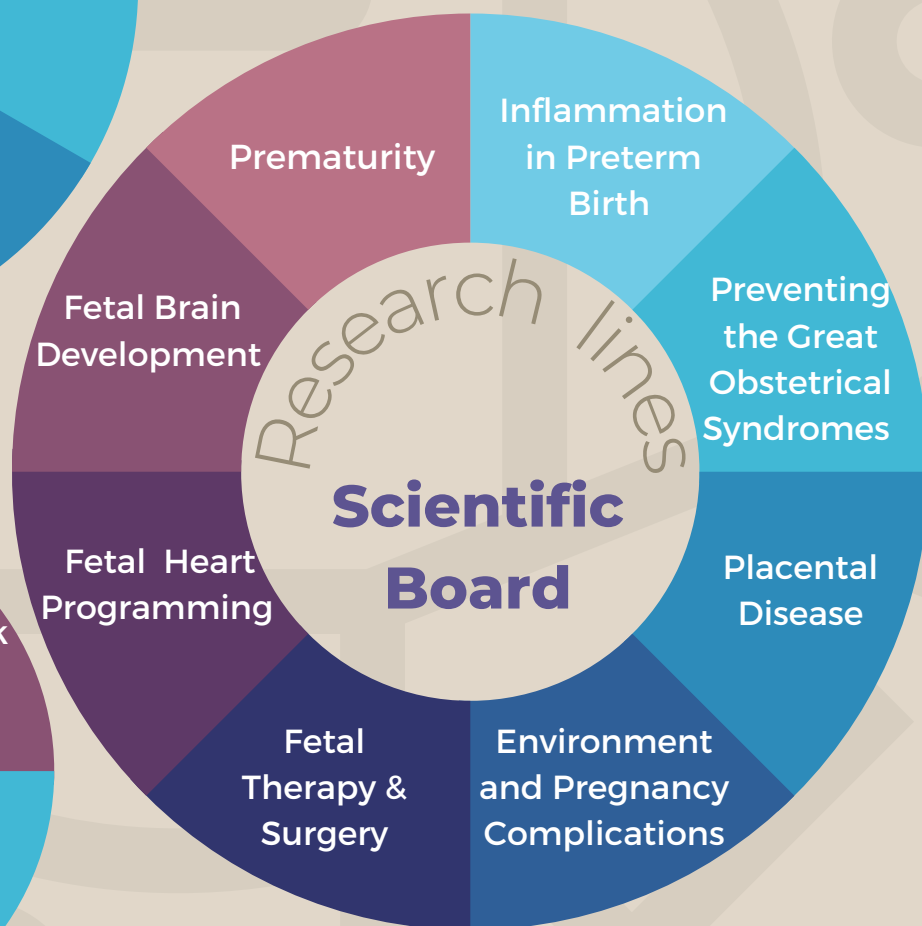 Inflammation
in Preterm
Birth
Preventing
the Great
Obstetrical
Syndromes
Placental
Disease
Environment
and Pregnancy
Complications
Fetal
Therapy &
Surgery
Fetal Heart
Programming
Fetal Brain
Development
Prematurity
Research lines
Scientific
Board